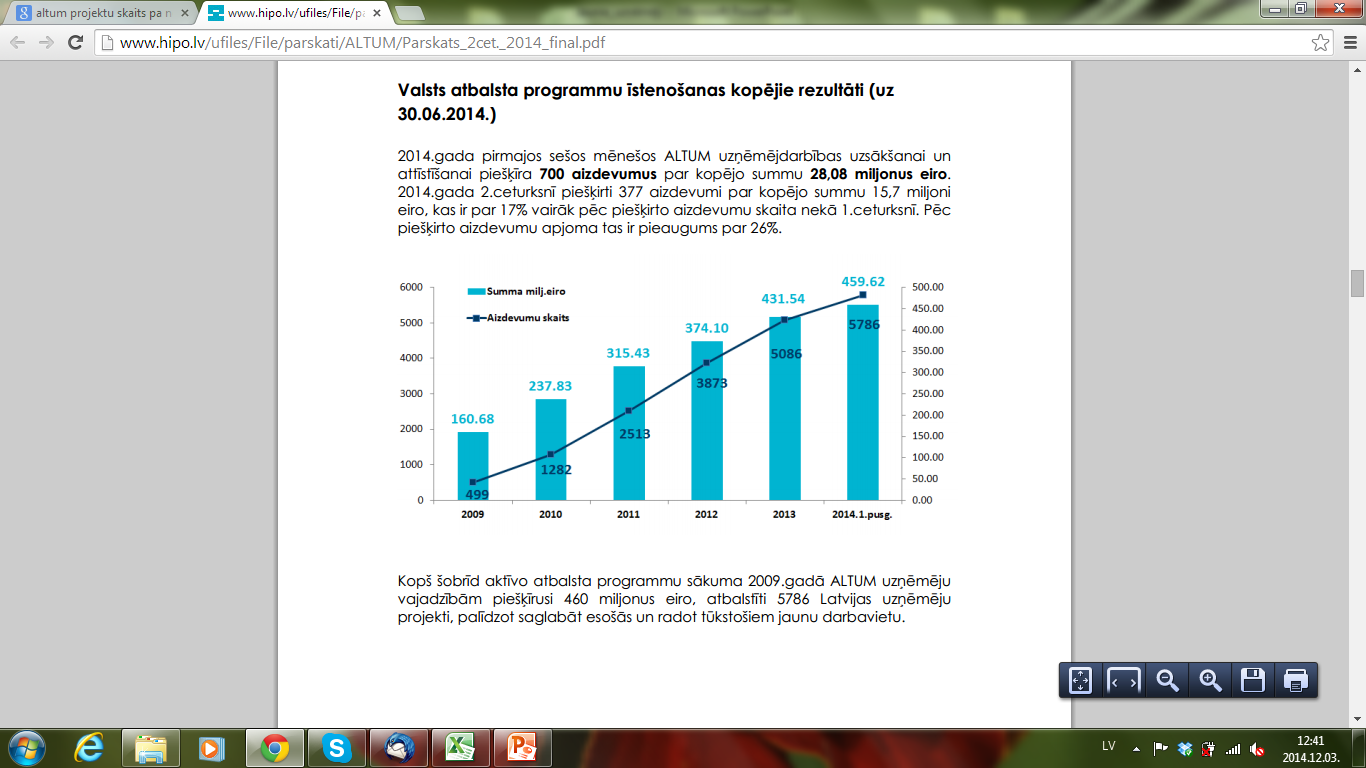 altum projektu skaits pa n
www.hipo.lv/ufiles/File/pa
www.hipo.lv/ufiles/File/parskati/ALTUM/Parskats_2cet._2014_final.pdf
Valsts atbalsta programmu īstenošanas kopējie rezultāti (uz
30.06.2014.)
2014.gada pirmajos sešos mēnešos ALTUM uzņēmējdarbības uzsākšanai un
attīstīšanai piešķīra 700 aizdevumus par kopējo summu 28,08 miljonus eiro.
2014.gada 2.ceturksnī piešķirti 377 aizdevumi par kopējo summu 15,7 miljoni
eiro, kas ir par 17% vairāk pēc piešķirto aizdevumu skaita nekā 1.ceturksnī. Pēc
piešķirto aizdevumu apjoma tas ir pieaugums par 26%.
Summa milj.eiro
Aizdevumu skaits
6000
5000
4000
3000
2000
1000
0
160.68
237.83
315.43
374.10
431.54
459.62
499
1282
2513
3873
5086
5786
500.00
450.00
400.00
350.00
300.00
250.00
200.00
150.00
100.00
50.00
0.00
2009 2010 2011 2012 2013 2014.1.pusg.
Kopš šobrīd aktīvo atbalsta programmu sākuma 2009.gadā ALTUM uzņēmēju
vajadzībām piešķīrusi 460 miljonus eiro, atbalstīti 5786 Latvijas uzņēmēju
projekti, palīdzot saglabāt esošās un radot tūkstošiem jaunu darbavietu.
LV
12:41
2014.12.03.